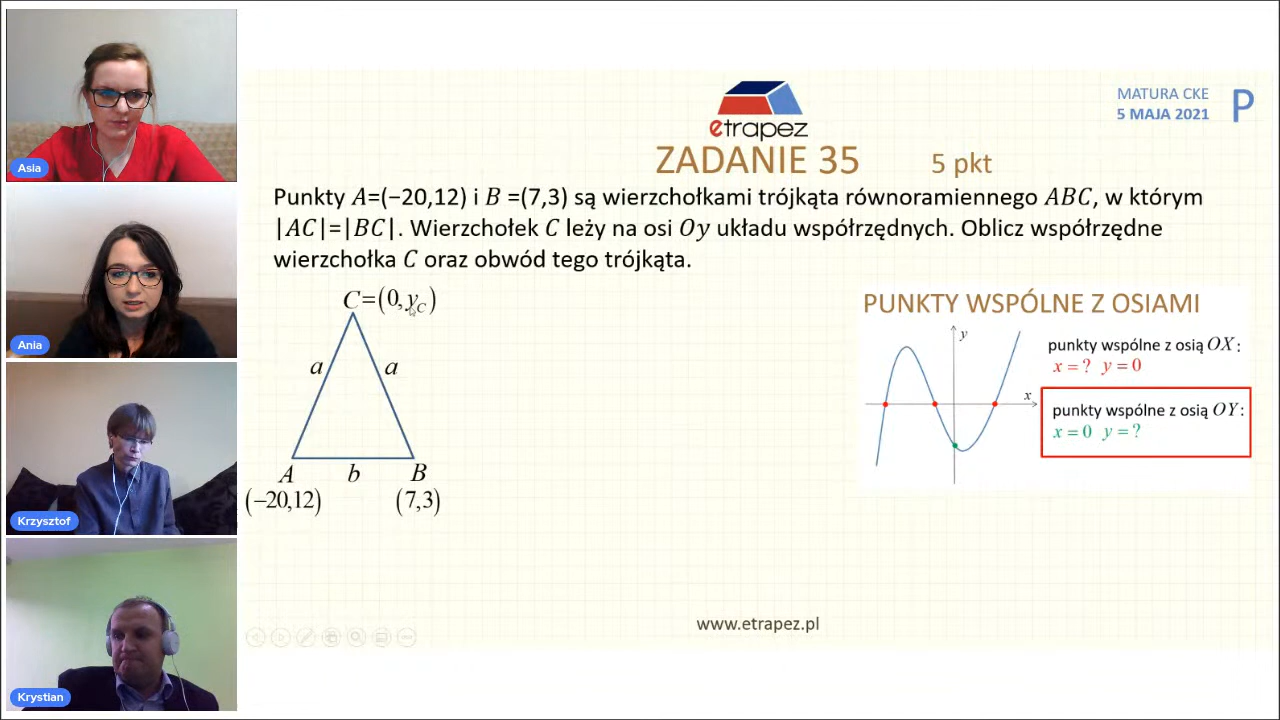 Asia
Ania
Krzysztof
Krystian
etrapez
MATURA CKE
5 MAJA 2021
P
ZADANIE 35 5 pkt
Punkty A=(−20,12) i B =(7,3) są wierzchołkami trójkąta równoramiennego ABC, w którym
|AC|=|BC|. Wierzchołek C leży na osi Oy układu współrzędnych. Oblicz współrzędne
wierzchołka C oraz obwód tego trójkąta.
C=(0,y_C)
a a
A b B
(−20,12) (7,3)
PUNKTY WSPÓLNE Z OSIAMI
y
x
punkty wspólne z osią OX:
x=? y=0
punkty wspólne z osią OY:
x=0 y=?
www.etrapez.pl